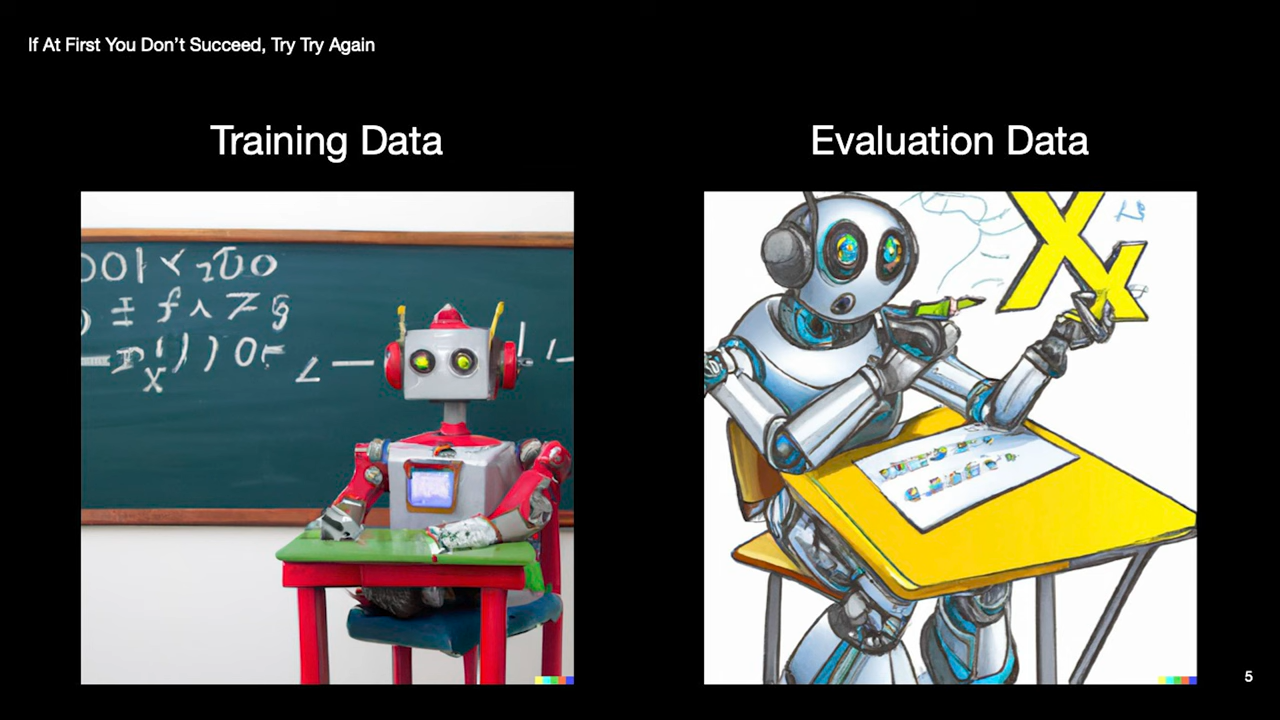 If At First You Don't Succeed, Try Try Again
Training Data
Evaluation Data
5